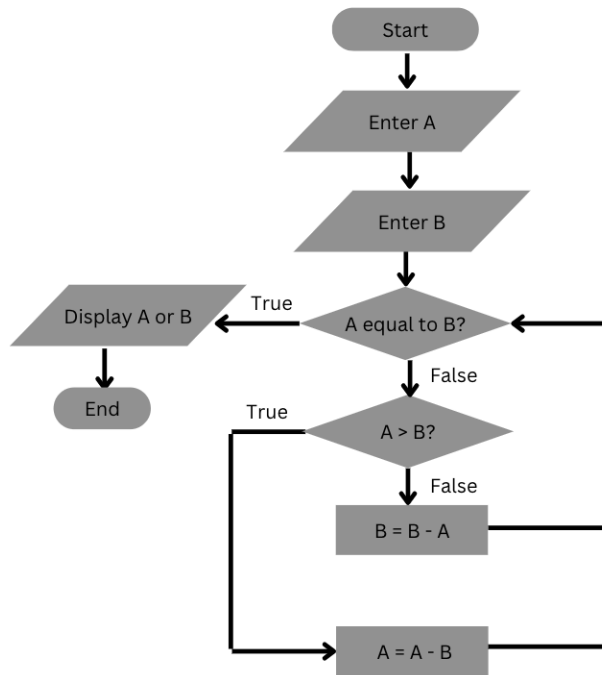 Start
Enter A
Enter B
A equal to B?
True
Display A or B
End
False
A > B?
True
False
B = B - A
A = A - B